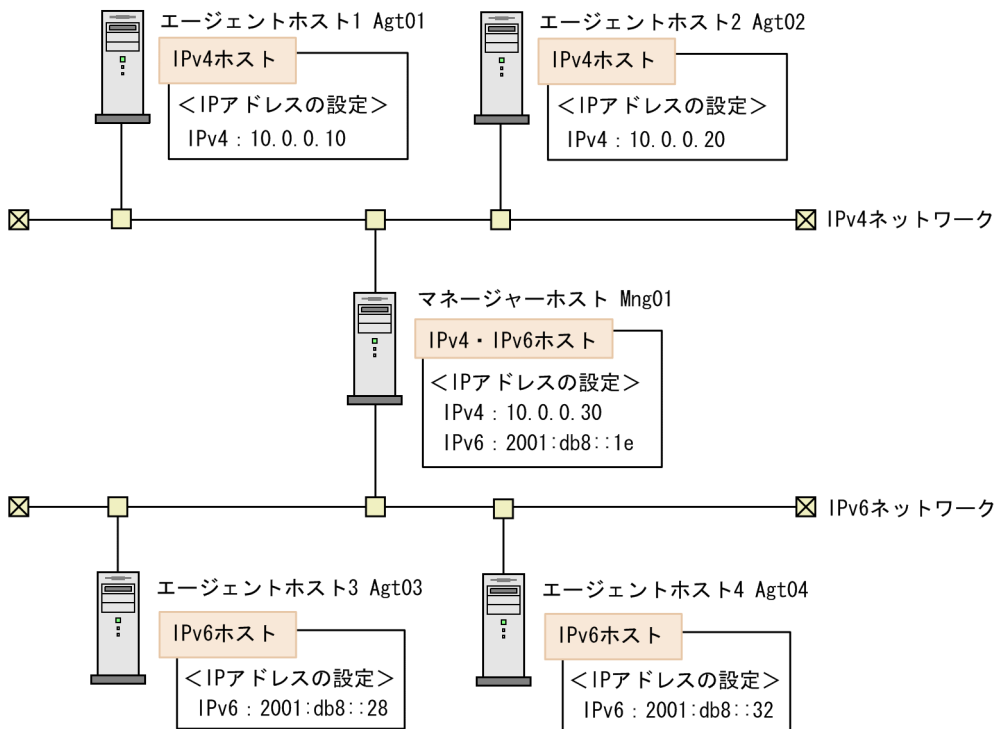 エージェントホスト1 Agt01
IPv4ホスト
＜IPアドレスの設定＞
IPv4：10.0.0.10
エージェントホスト2 Agt02
IPv4ホスト
＜IPアドレスの設定＞
IPv4：10.0.0.20
IPv4ネットワーク
マネージャーホスト Mng01
IPv4・IPv6ホスト
＜IPアドレスの設定＞
IPv4：10.0.0.30
IPv6：2001:db8::1e
IPv6ネットワーク
エージェントホスト3 Agt03
IPv6ホスト
＜IPアドレスの設定＞
IPv6：2001:db8::28
エージェントホスト4 Agt04
IPv6ホスト
＜IPアドレスの設定＞
IPv6：2001:db8::32